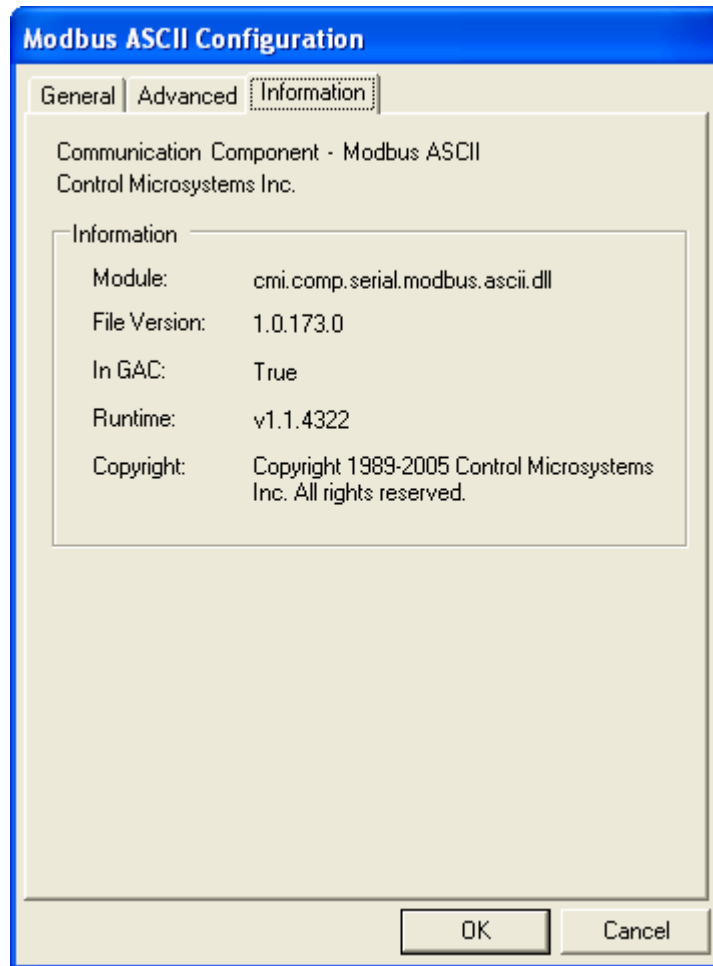 Modbus ASCII Configuration
General Advanced Information
Communication Component - Modbus ASCII
Control Microsystems Inc.
Information
Module: cmi.comp.serial.modbus.ascii.dll
File Version: 1.0.173.0
In GAC: True
Runtime: v1.1.4322
Copyright: Copyright 1989-2005 Control Microsystems
Inc. All rights reserved.
OK Cancel